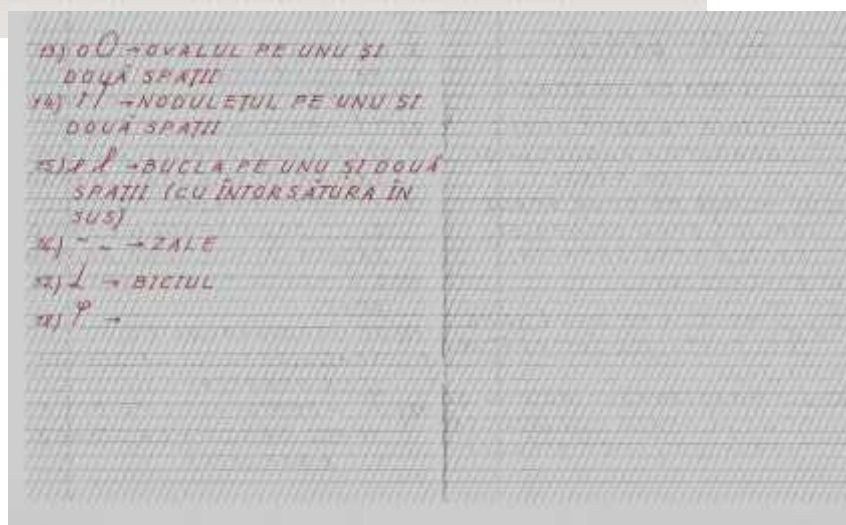 13) o O → OVALUL PE UNU ȘI
DOUĂ SPAȚII
14) → NODULEȚUL PE UNU SI
DOUĂ SPAȚII
15) → BUCLA PE UNU ȘI DOUĂ
SPAȚII (CU ÎNTORSĂTURA ÎN
SUS)
16) → ZALE
17) → BICIUL
18) →